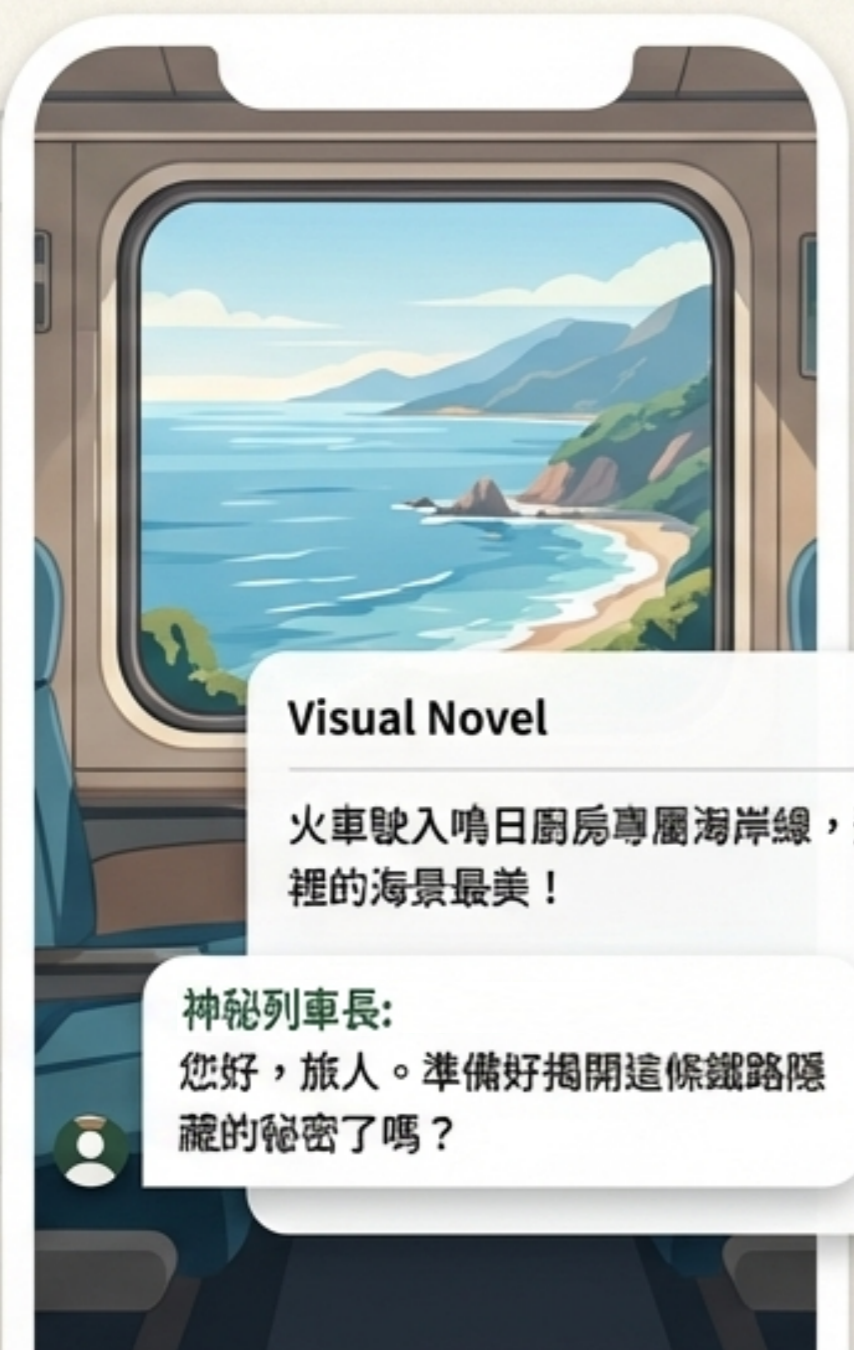 Visual Novel
火車駛入鳴日廚房專屬海岸線，
裡的海景最美！
神秘列車長:
您好，旅人。準備好揭開這條鐵路隱
藏的秘密了嗎？